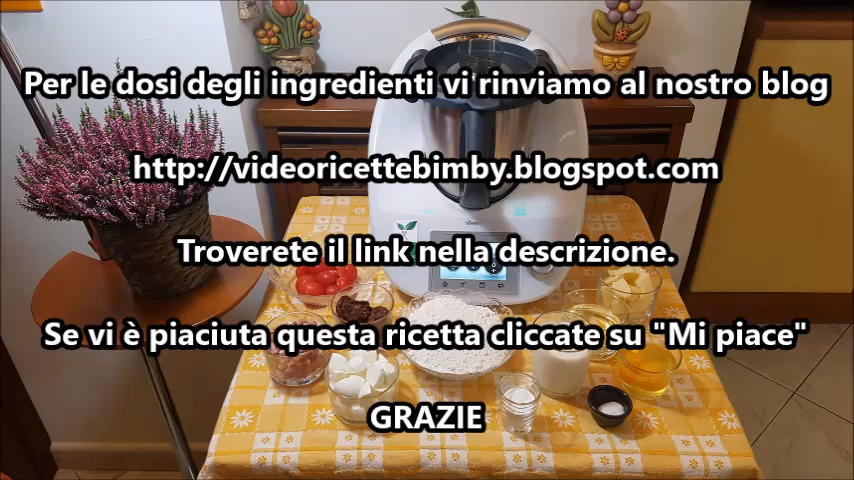 Per le dosi degli ingredienti vi rinviamo al nostro blog
http://videoricettebimby.blogspot.com
Troverete il link nella descrizione.
Se vi è piaciuta questa ricetta cliccate su "Mi piace"
GRAZIE